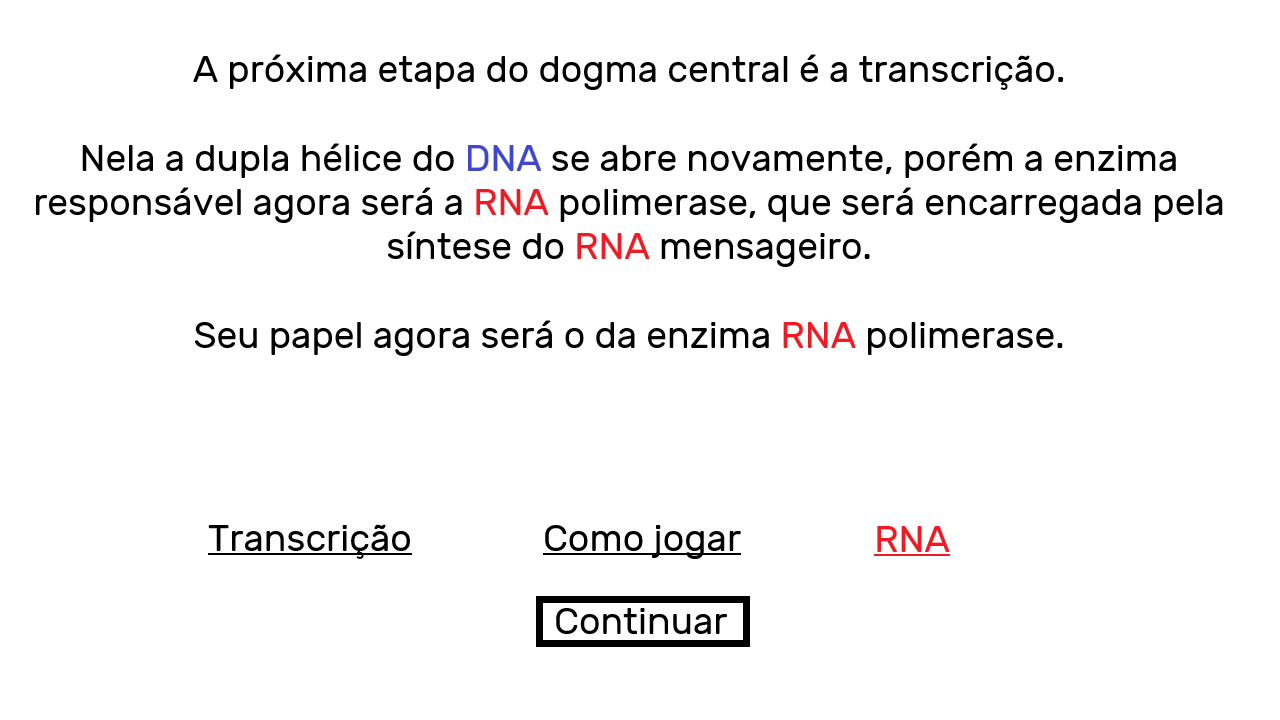 A próxima etapa do dogma central é a transcrição.
Nela a dupla hélice do DNA se abre novamente, porém a enzima
responsável agora será a RNA polimerase, que será encarregada pela
síntese do RNA mensageiro.
Seu papel agora será o da enzima RNA polimerase.
Transcrição Como jogar RNA
Continuar